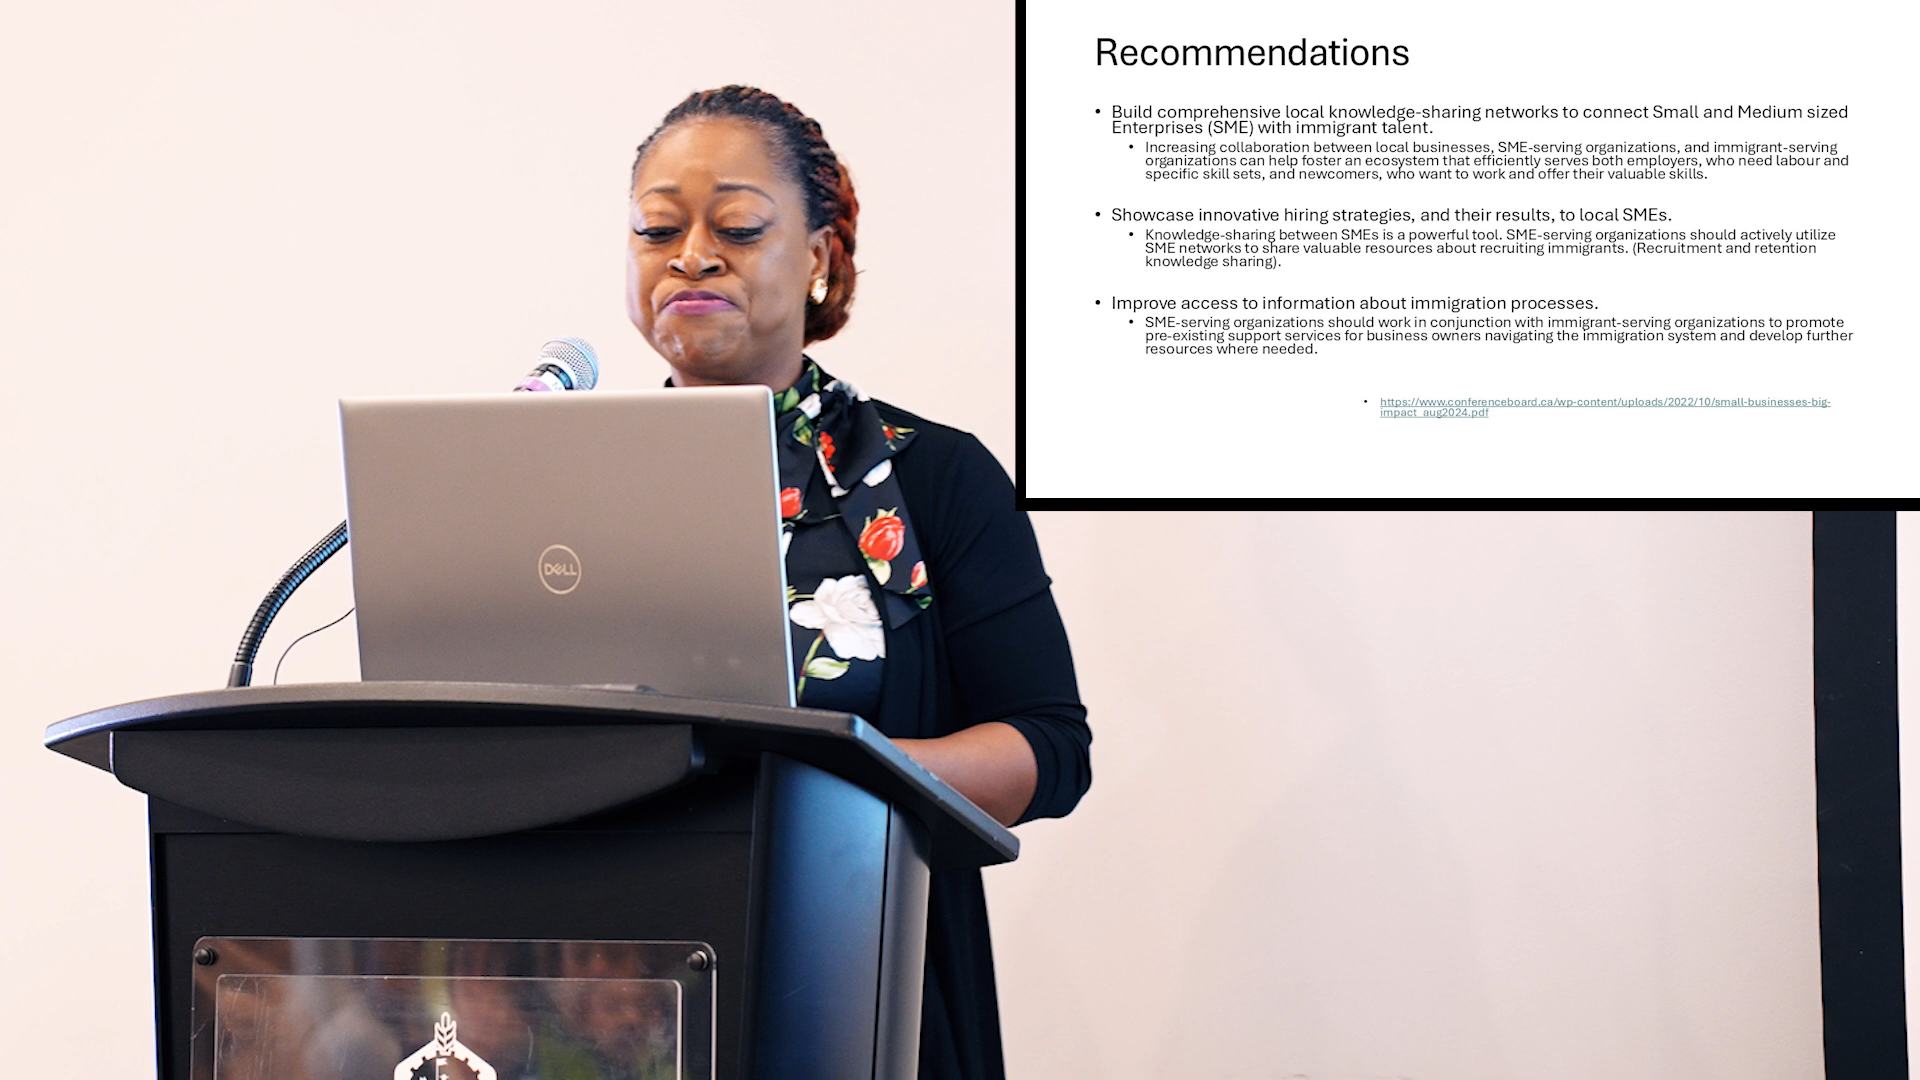 Recommendations
• Build comprehensive local knowledge-sharing networks to connect Small and Medium sized
Enterprises (SME) with immigrant talent.
• Increasing collaboration between local businesses, SME-serving organizations, and immigrant-serving
organizations can help foster an ecosystem that efficiently serves both employers, who need labour and
specific skill sets, and newcomers, who want to work and offer their valuable skills.
• Showcase innovative hiring strategies, and their results, to local SMEs.
• Knowledge-sharing between SMEs is a powerful tool. SME-serving organizations should actively utilize
SME networks to share valuable resources about recruiting immigrants. (Recruitment and retention
knowledge sharing).
• Improve access to information about immigration processes.
• SME-serving organizations should work in conjunction with immigrant-serving organizations to promote
pre-existing support services for business owners navigating the immigration system and develop further
resources where needed.
• https://www.conferenceboard.ca/wp-content/uploads/2022/10/small-businesses-big-
impact_aug2024.pdf
DELL